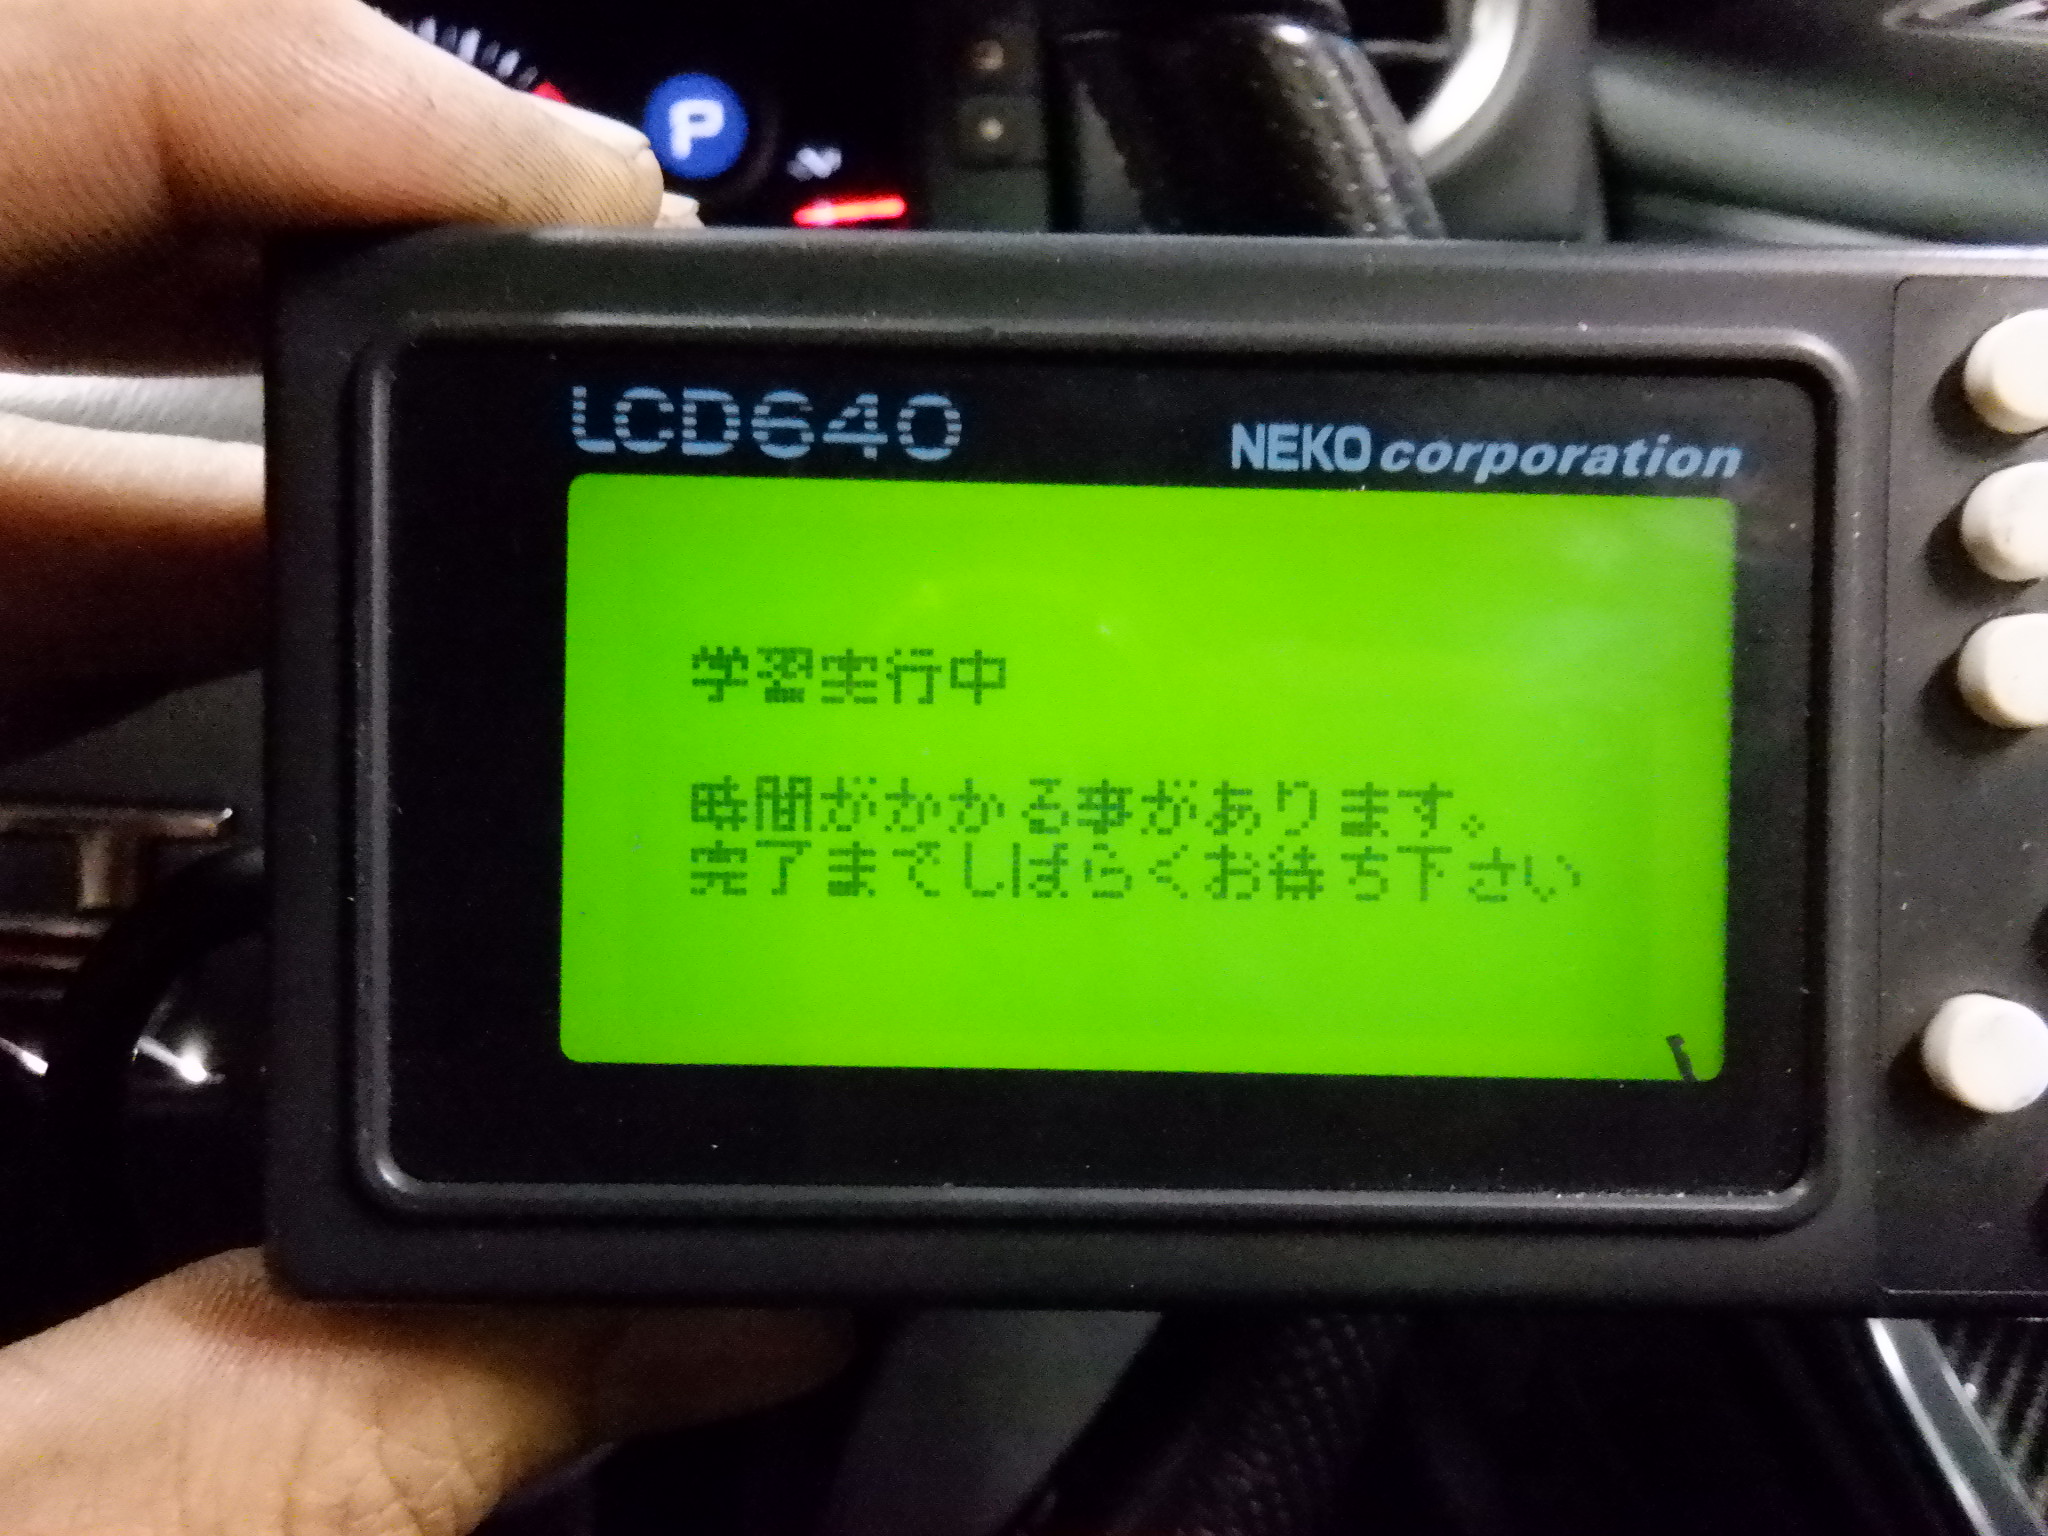 P
LCD640
NEKO corporation
学習実行中
時間がかかる事があります。
完了までしばらくお待ち下さい